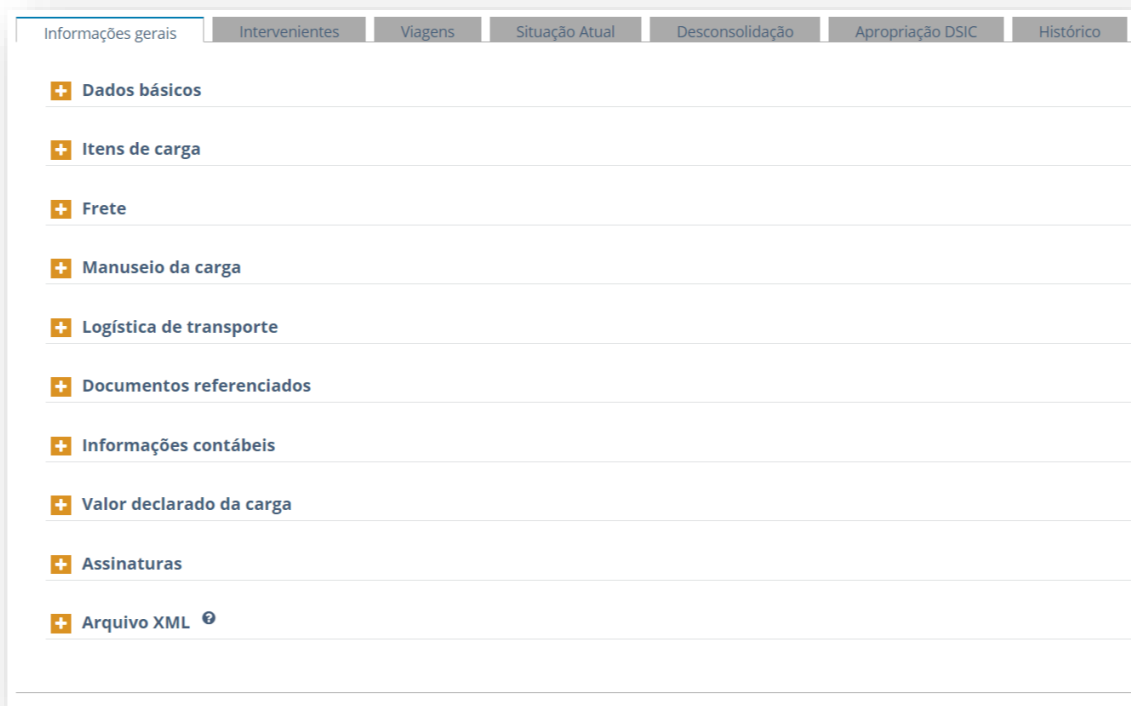 Informações gerais Intervenientes Viagens Situação Atual Desconsolidação Apropriação DSIC Histórico
Dados básicos
Itens de carga
Frete
Manuseio da carga
Logística de transporte
Documentos referenciados
Informações contábeis
Valor declarado da carga
Assinaturas
Arquivo XML ?